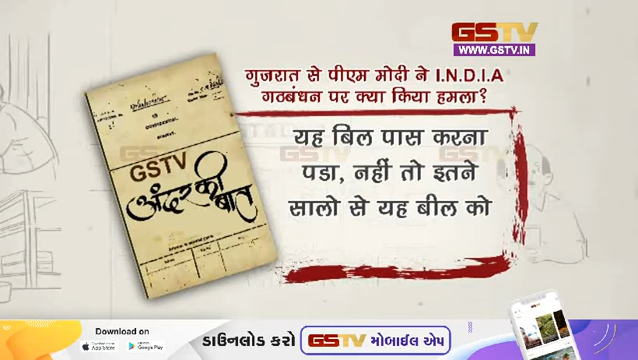 GSTV
WWW.GSTV.IN
गुजरात से पीएम मोदी ने I.N.D.I.A
गठबंधन पर क्या किया हमला?
यह बिल पास करना
पडा, नहीं तो इतने
सालो से यह बील को
GSTV
अंदर की बात
Download on
App Store
Google Play
ડાઉનલોડ કરો GSTV મોબાઈલ એપ